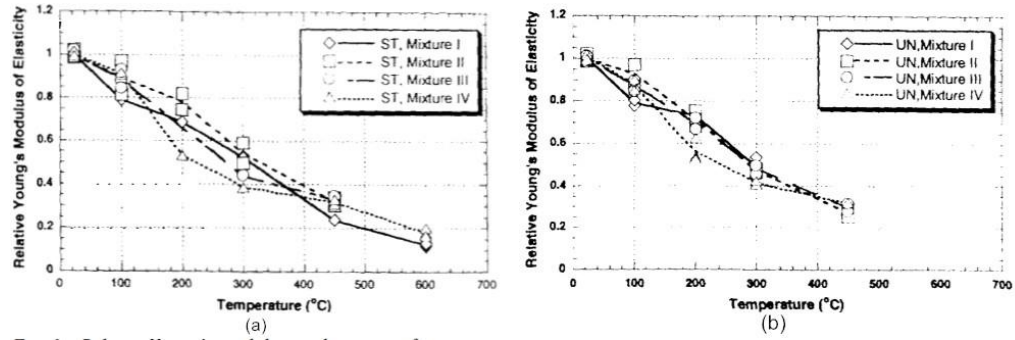 Relative Young's Modulus of Elasticity
1.2
1
0.8
0.6
0.4
0.2
0
ST, Mixture I
ST, Mixture II
ST, Mixture III
ST, Mixture IV
0
100
200
300
400
500
600
700
Temperature (°C)
(a)
Relative Young's Modulus of Elasticity
1.2
1
0.8
0.6
0.4
0.2
0
UN,Mixture I
UN,Mixture II
UN,Mixture III
UN,Mixture IV
0
100
200
300
400
500
600
700
Temperature (°C)
(b)